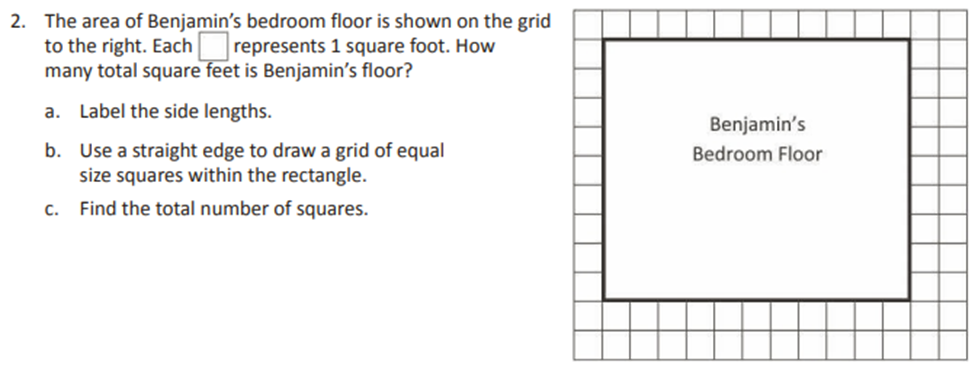 2. The area of Benjamin’s bedroom floor is shown on the grid
to the right. Each represents 1 square foot. How
many total square feet is Benjamin’s floor?
a. Label the side lengths.
b. Use a straight edge to draw a grid of equal
size squares within the rectangle.
c. Find the total number of squares.
Benjamin’s
Bedroom Floor